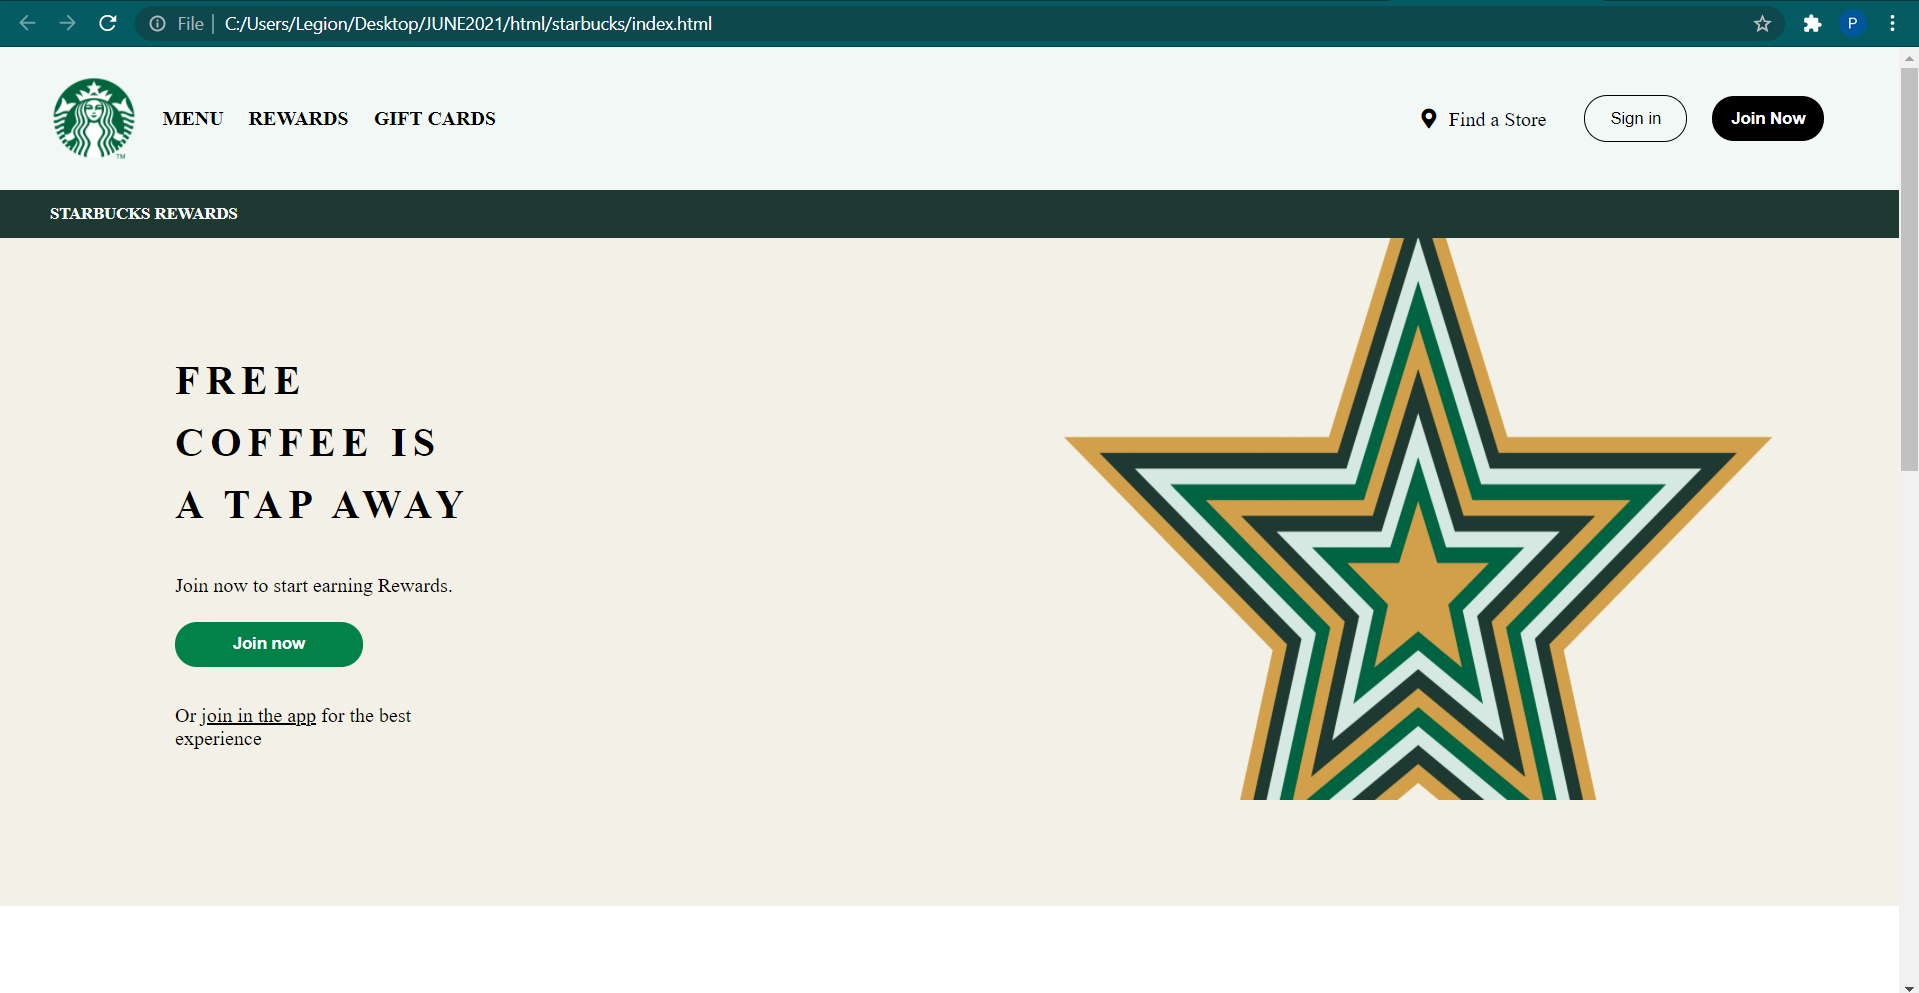 File | C:/Users/Legion/Desktop/JUNE2021/html/starbucks/index.html
P
TM
MENU REWARDS GIFT CARDS
Find a Store Sign in Join Now
STARBUCKS REWARDS
FREE
COFFEE IS
A TAP AWAY
Join now to start earning Rewards.
Join now
Or join in the app for the best
experience